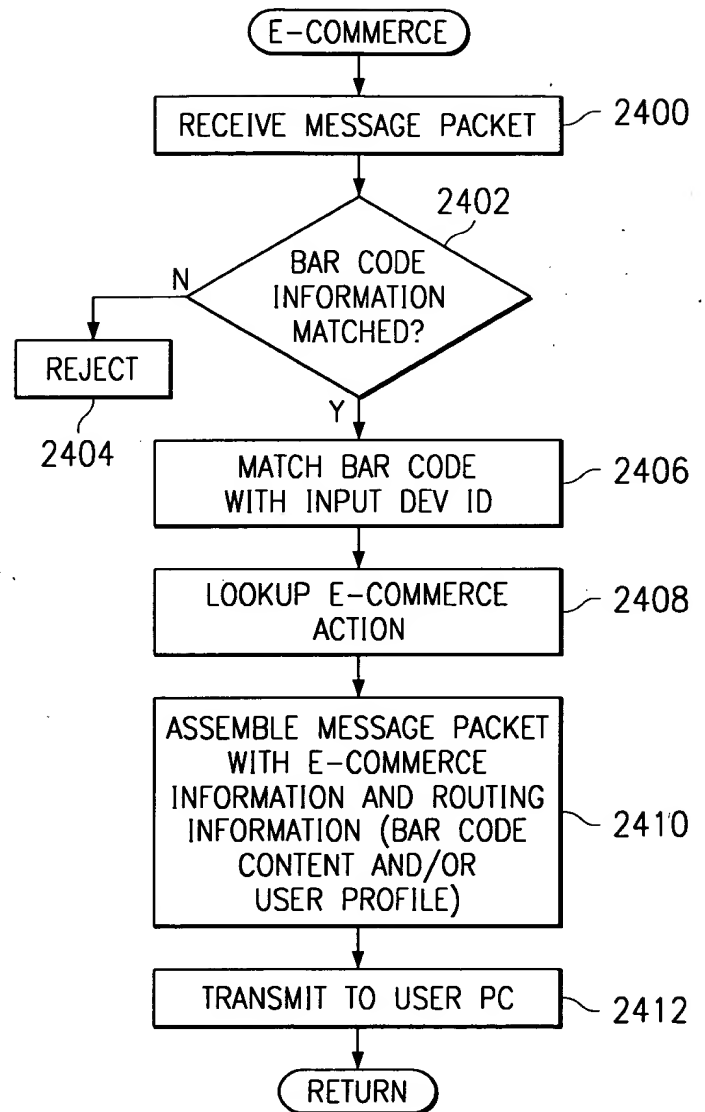 E-COMMERCE
RECEIVE MESSAGE PACKET
2400
2402
BAR CODE
INFORMATION
MATCHED?
N
REJECT
2404
Y
MATCH BAR CODE
WITH INPUT DEV ID
2406
LOOKUP E-COMMERCE
ACTION
2408
ASSEMBLE MESSAGE PACKET
WITH E-COMMERCE
INFORMATION AND ROUTING
INFORMATION (BAR CODE
CONTENT AND/OR
USER PROFILE)
2410
TRANSMIT TO USER PC
2412
RETURN